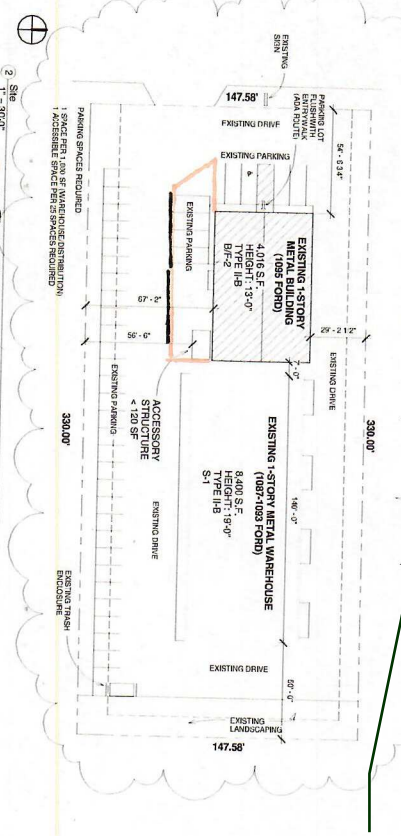 147.58'
EXISTING
SIGN
PARKING LOT
FLUSH WITH
ENTRYWALK
(ADA ROUTE)
54' - 6 3/4"
EXISTING DRIVE
EXISTING PARKING
EXISTING PARKING
EXISTING 1-STORY
METAL BUILDING
(1095 FORD)
4,016 S.F.
HEIGHT: 13'-0"
TYPE II-B
B/F-2
67' - 2"
56' - 6"
29' - 2 1/2"
7' - 0"
EXISTING DRIVE
PARKING SPACES REQUIRED
1 SPACE PER 1,000 SF (WAREHOUSE/DISTRIBUTION)
1 ACCESSIBLE SPACE PER 25 SPACES REQUIRED
2 Site
1" = 30'-0"
ACCESSORY
STRUCTURE
< 120 SF
EXISTING PARKING
330.00'
330.00'
EXISTING 1-STORY METAL WAREHOUSE
(1087-1093 FORD)
8,400 S.F.
HEIGHT: 19'-0"
TYPE II-B
S-1
140' - 0"
EXISTING DRIVE
EXISTING TRASH
ENCLOSURE
EXISTING DRIVE
50' - 0"
EXISTING
LANDSCAPING
147.58'